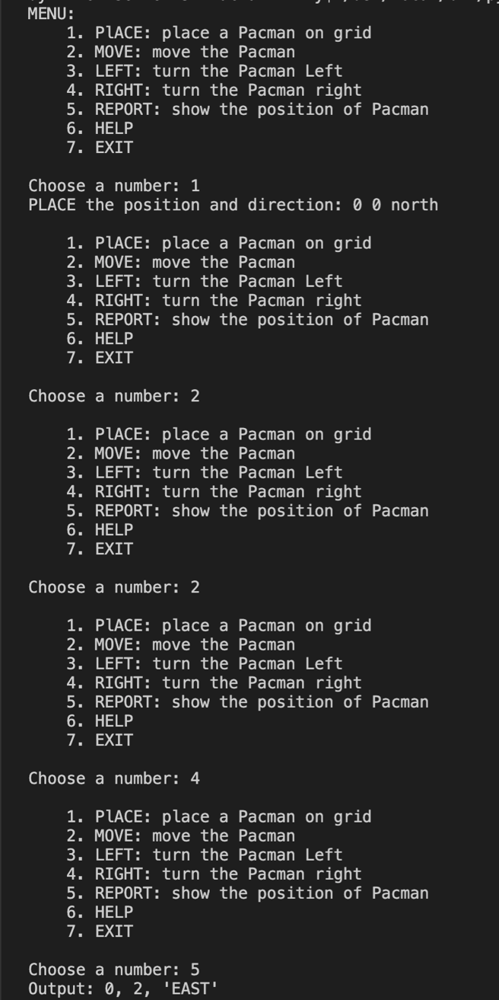 MENU:
1. PlACE: place a Pacman on grid
2. MOVE: move the Pacman
3. LEFT: turn the Pacman Left
4. RIGHT: turn the Pacman right
5. REPORT: show the position of Pacman
6. HELP
7. EXIT
Choose a number: 1
PLACE the position and direction: 0 0 north
1. PlACE: place a Pacman on grid
2. MOVE: move the Pacman
3. LEFT: turn the Pacman Left
4. RIGHT: turn the Pacman right
5. REPORT: show the position of Pacman
6. HELP
7. EXIT
Choose a number: 2
1. PlACE: place a Pacman on grid
2. MOVE: move the Pacman
3. LEFT: turn the Pacman Left
4. RIGHT: turn the Pacman right
5. REPORT: show the position of Pacman
6. HELP
7. EXIT
Choose a number: 2
1. PlACE: place a Pacman on grid
2. MOVE: move the Pacman
3. LEFT: turn the Pacman Left
4. RIGHT: turn the Pacman right
5. REPORT: show the position of Pacman
6. HELP
7. EXIT
Choose a number: 4
1. PlACE: place a Pacman on grid
2. MOVE: move the Pacman
3. LEFT: turn the Pacman Left
4. RIGHT: turn the Pacman right
5. REPORT: show the position of Pacman
6. HELP
7. EXIT
Choose a number: 5
Output: 0, 2, 'EAST'